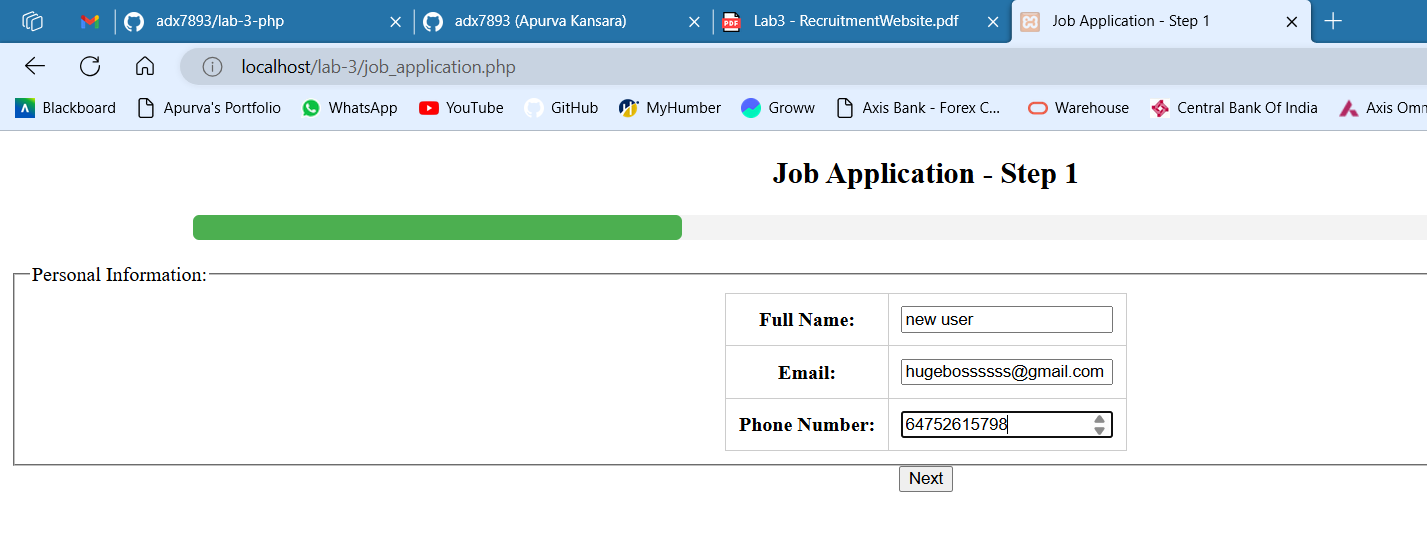 adx7893/lab-3-php
adx7893 (Apurva Kansara)
Lab3 - RecruitmentWebsite.pdf
Job Application - Step 1
localhost/lab-3/job_application.php
Blackboard Apurva's Portfolio WhatsApp YouTube GitHub MyHumber Groww Axis Bank - Forex C... Warehouse Central Bank Of India Axis Omn
Job Application - Step 1
Personal Information:
Full Name: new user
Email: hugebossssss@gmail.com
Phone Number: 64752615798
Next